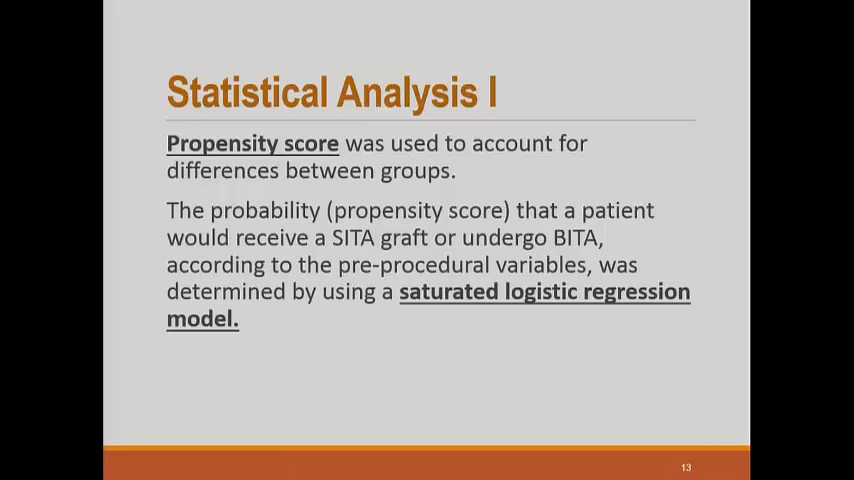 Statistical Analysis I
Propensity score was used to account for
differences between groups.
The probability (propensity score) that a patient
would receive a SITA graft or undergo BITA,
according to the pre-procedural variables, was
determined by using a saturated logistic regression
model.
13